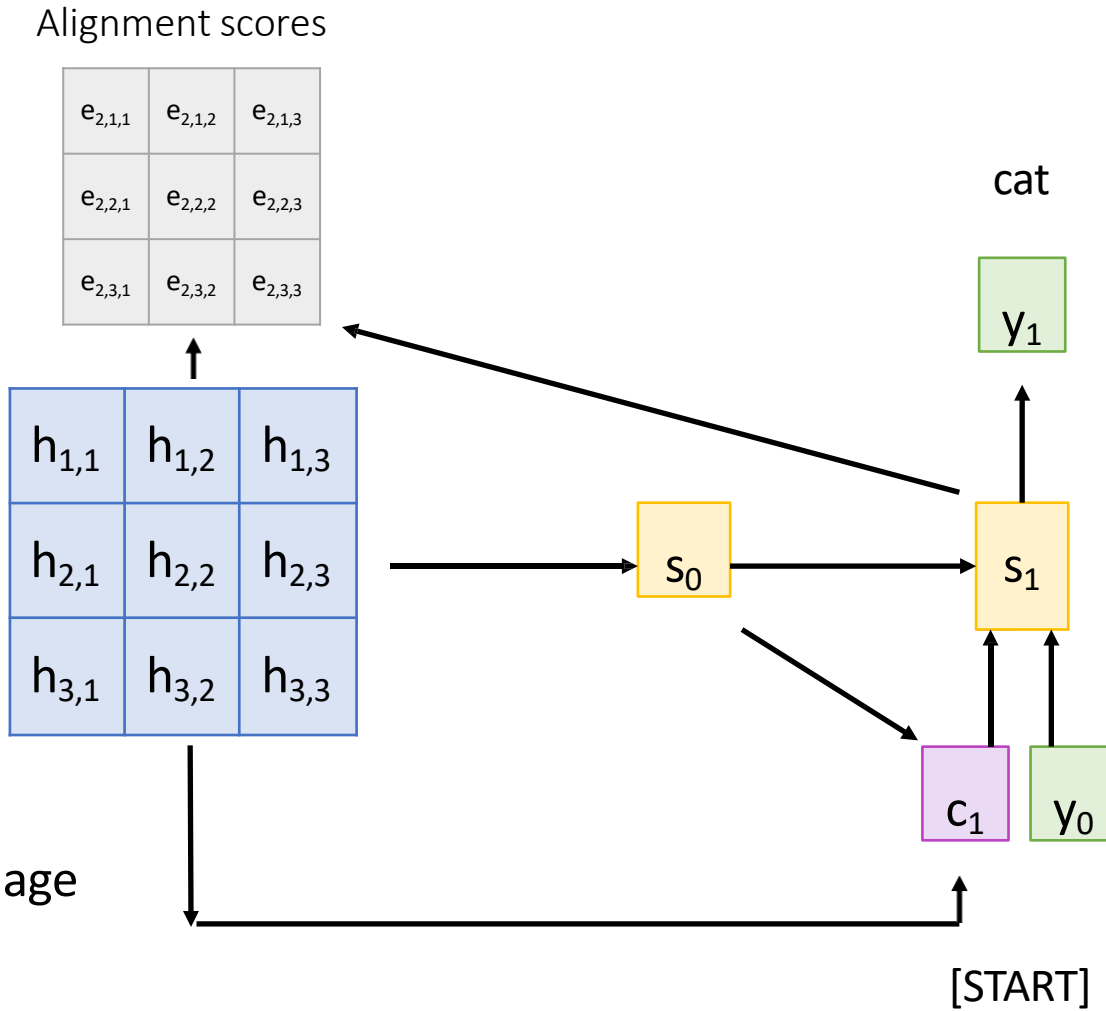 Alignment scores
e2,1,1 e2,1,2 e2,1,3
e2,2,1 e2,2,2 e2,2,3
e2,3,1 e2,3,2 e2,3,3
cat
y1
h1,1 h1,2 h1,3
h2,1 h2,2 h2,3
h3,1 h3,2 h3,3
s0 s1
c1 y0
age
[START]